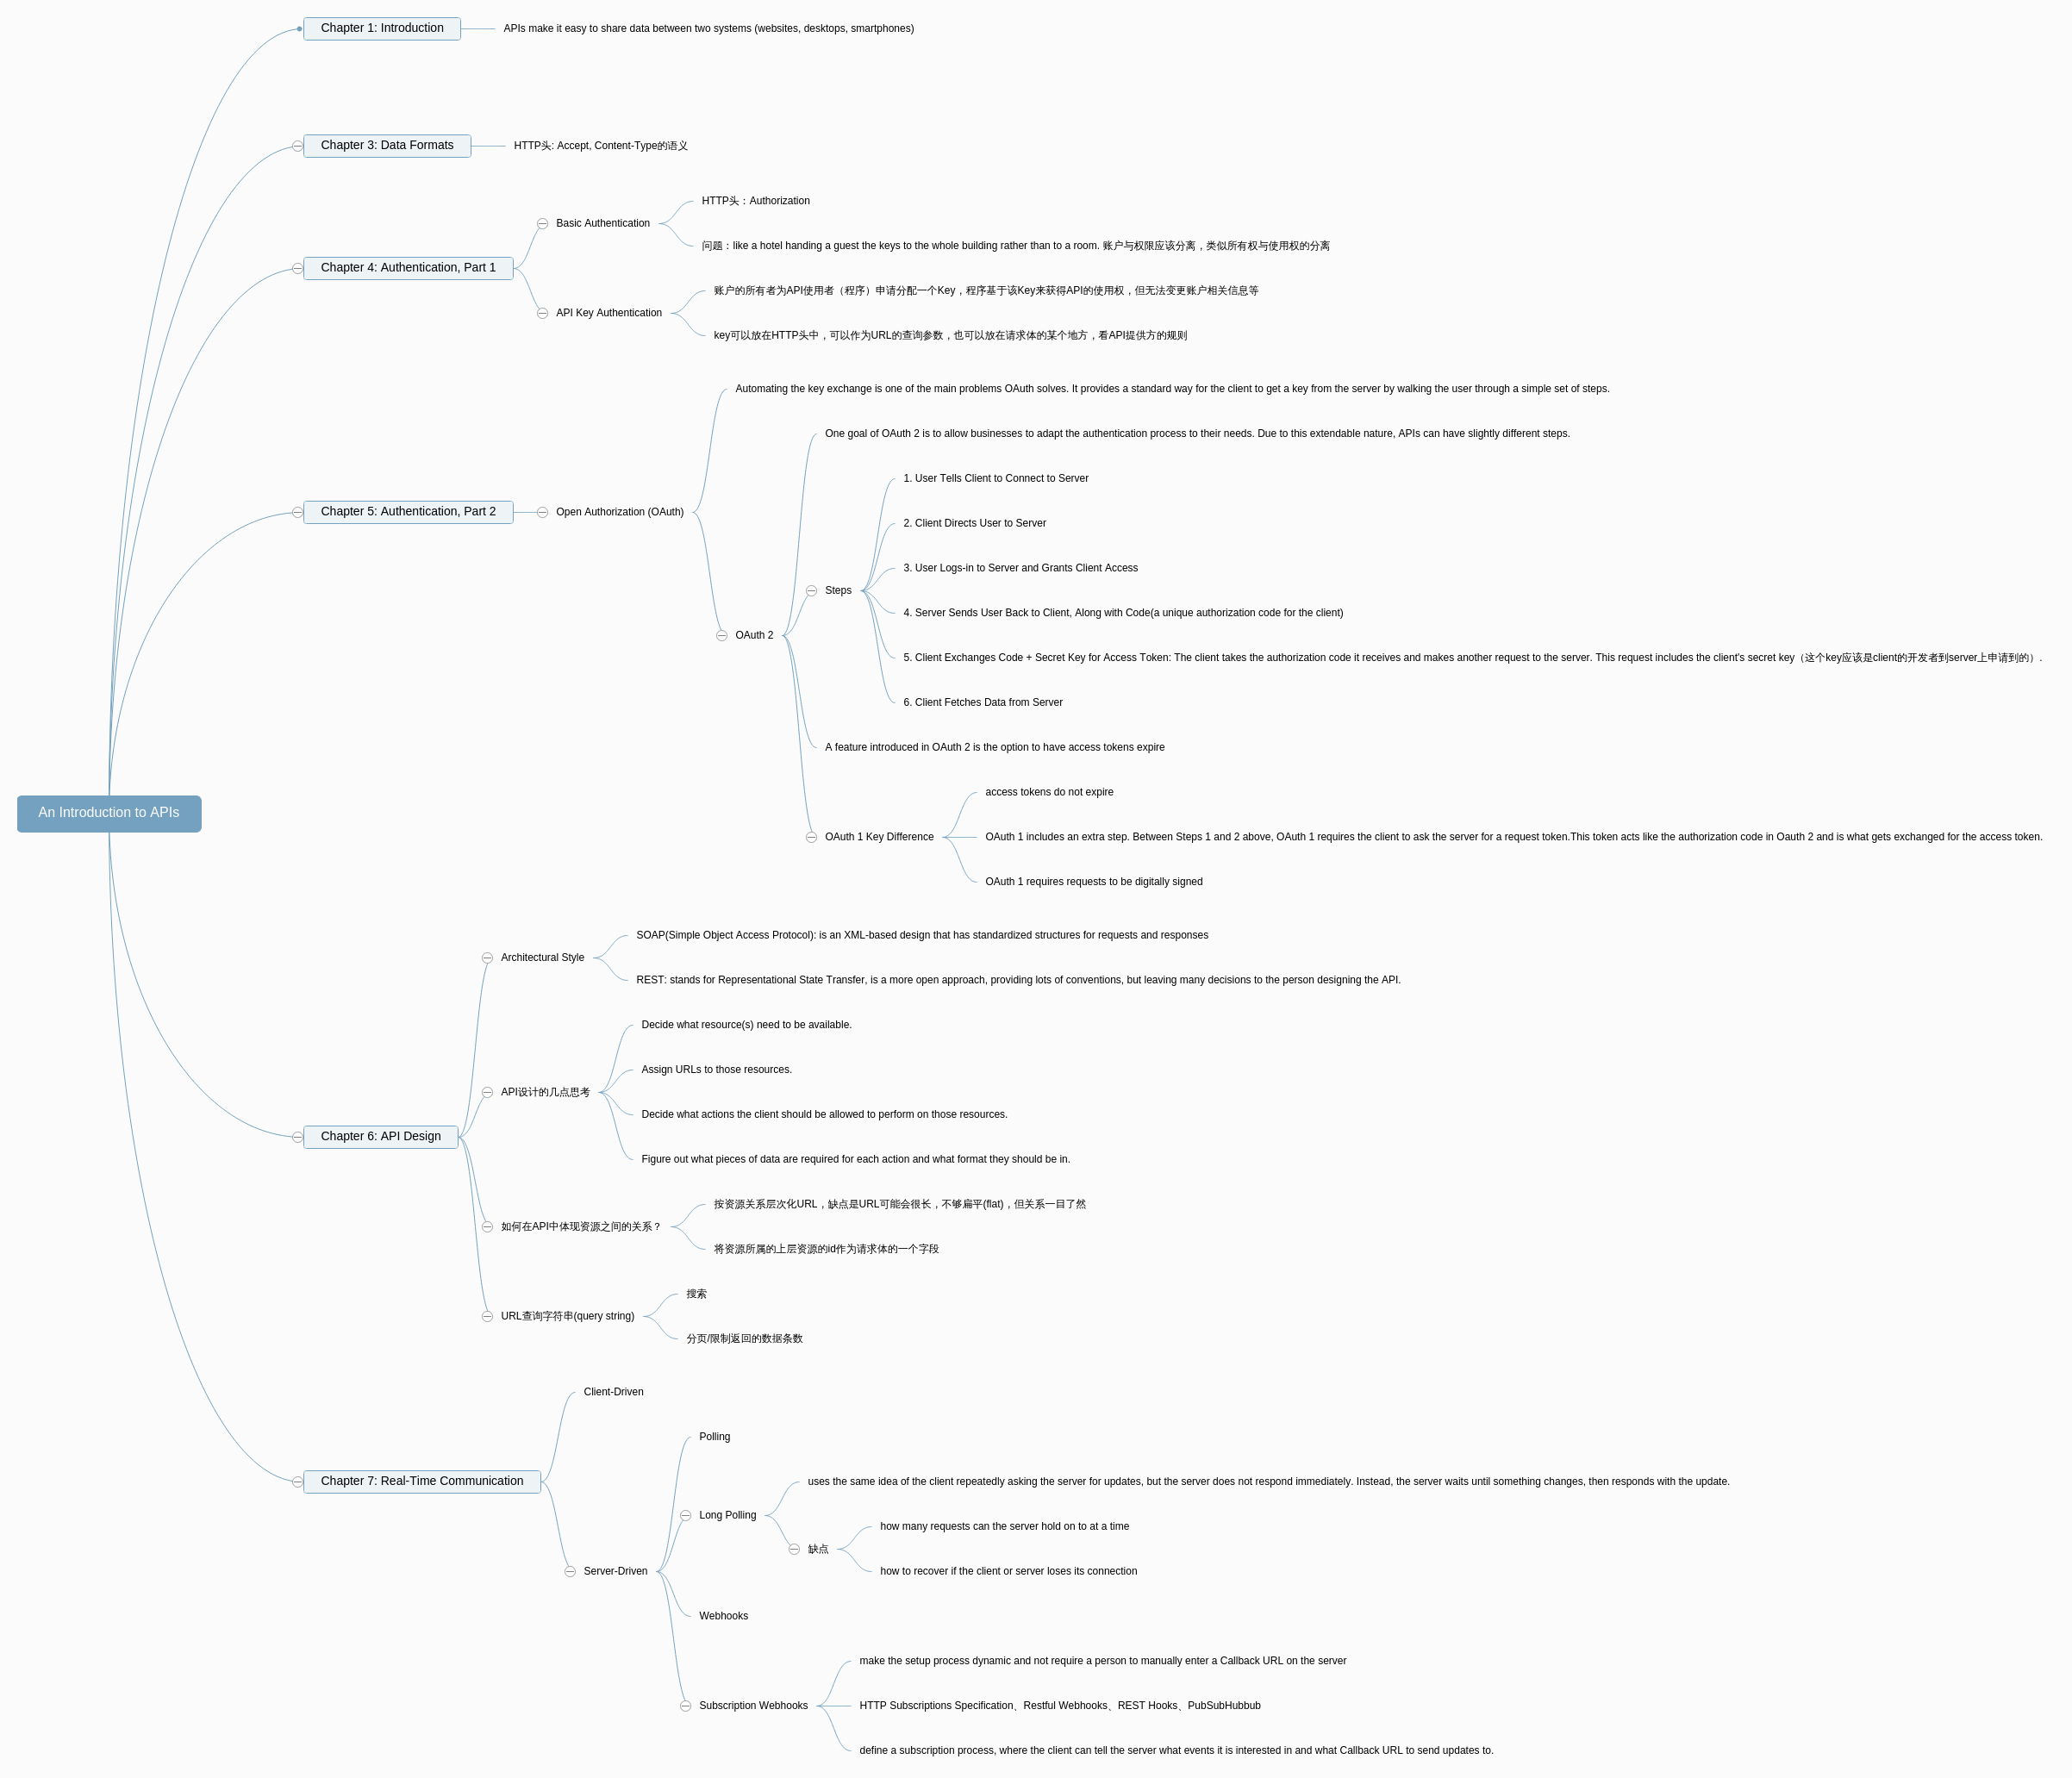 Chapter 1: Introduction
APIs make it easy to share data between two systems (websites, desktops, smartphones)
Chapter 3: Data Formats
HTTP头: Accept, Content-Type的语义
Chapter 4: Authentication, Part 1
Basic Authentication
HTTP头：Authorization
问题：like a hotel handing a guest the keys to the whole building rather than to a room. 账户与权限应该分离，类似所有权与使用权的分离
API Key Authentication
账户的所有者为API使用者（程序）申请分配一个Key，程序基于该Key来获得API的使用权，但无法变更账户相关信息等
key可以放在HTTP头中，可以作为URL的查询参数，也可以放在请求体的某个地方，看API提供方的规则
Chapter 5: Authentication, Part 2
Open Authorization (OAuth)
Automating the key exchange is one of the main problems OAuth solves. It provides a standard way for the client to get a key from the server by walking the user through a simple set of steps.
OAuth 2
One goal of OAuth 2 is to allow businesses to adapt the authentication process to their needs. Due to this extendable nature, APIs can have slightly different steps.
Steps
1. User Tells Client to Connect to Server
2. Client Directs User to Server
3. User Logs-in to Server and Grants Client Access
4. Server Sends User Back to Client, Along with Code(a unique authorization code for the client)
5. Client Exchanges Code + Secret Key for Access Token: The client takes the authorization code it receives and makes another request to the server. This request includes the client's secret key（这个key应该是client的开发者到server上申请到的）.
6. Client Fetches Data from Server
A feature introduced in OAuth 2 is the option to have access tokens expire
OAuth 1 Key Difference
access tokens do not expire
OAuth 1 includes an extra step. Between Steps 1 and 2 above, OAuth 1 requires the client to ask the server for a request token.This token acts like the authorization code in Oauth 2 and is what gets exchanged for the access token.
OAuth 1 requires requests to be digitally signed
An Introduction to APIs
Chapter 6: API Design
Architectural Style
SOAP(Simple Object Access Protocol): is an XML-based design that has standardized structures for requests and responses
REST: stands for Representational State Transfer, is a more open approach, providing lots of conventions, but leaving many decisions to the person designing the API.
API设计的几点思考
Decide what resource(s) need to be available.
Assign URLs to those resources.
Decide what actions the client should be allowed to perform on those resources.
Figure out what pieces of data are required for each action and what format they should be in.
如何在API中体现资源之间的关系？
按资源关系层次化URL，缺点是URL可能会很长，不够扁平(flat)，但关系一目了然
将资源所属的上层资源的id作为请求体的一个字段
URL查询字符串(query string)
搜索
分页/限制返回的数据条数
Chapter 7: Real-Time Communication
Client-Driven
Server-Driven
Polling
Long Polling
uses the same idea of the client repeatedly asking the server for updates, but the server does not respond immediately. Instead, the server waits until something changes, then responds with the update.
缺点
how many requests can the server hold on to at a time
how to recover if the client or server loses its connection
Webhooks
Subscription Webhooks
make the setup process dynamic and not require a person to manually enter a Callback URL on the server
HTTP Subscriptions Specification、Restful Webhooks、REST Hooks、PubSubHubbub
define a subscription process, where the client can tell the server what events it is interested in and what Callback URL to send updates to.